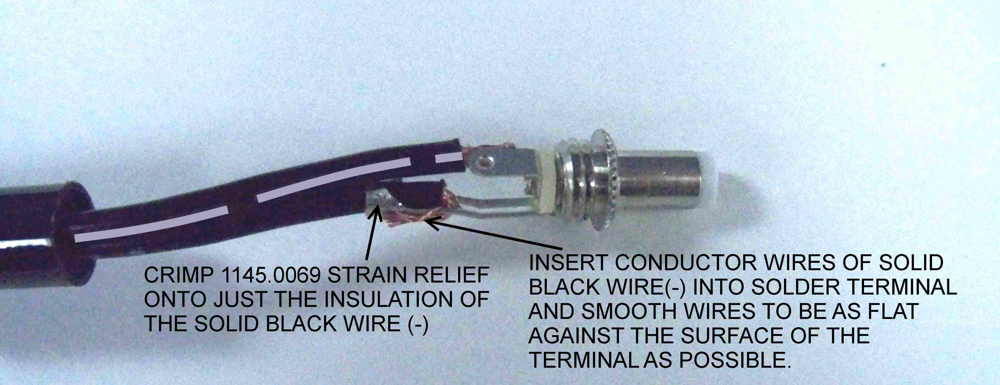 CRIMP 1145.0069 STRAIN RELIEF
ONTO JUST THE INSULATION OF
THE SOLID BLACK WIRE (-)
INSERT CONDUCTOR WIRES OF SOLID
BLACK WIRE(-) INTO SOLDER TERMINAL
AND SMOOTH WIRES TO BE AS FLAT
AGAINST THE SURFACE OF THE
TERMINAL AS POSSIBLE.